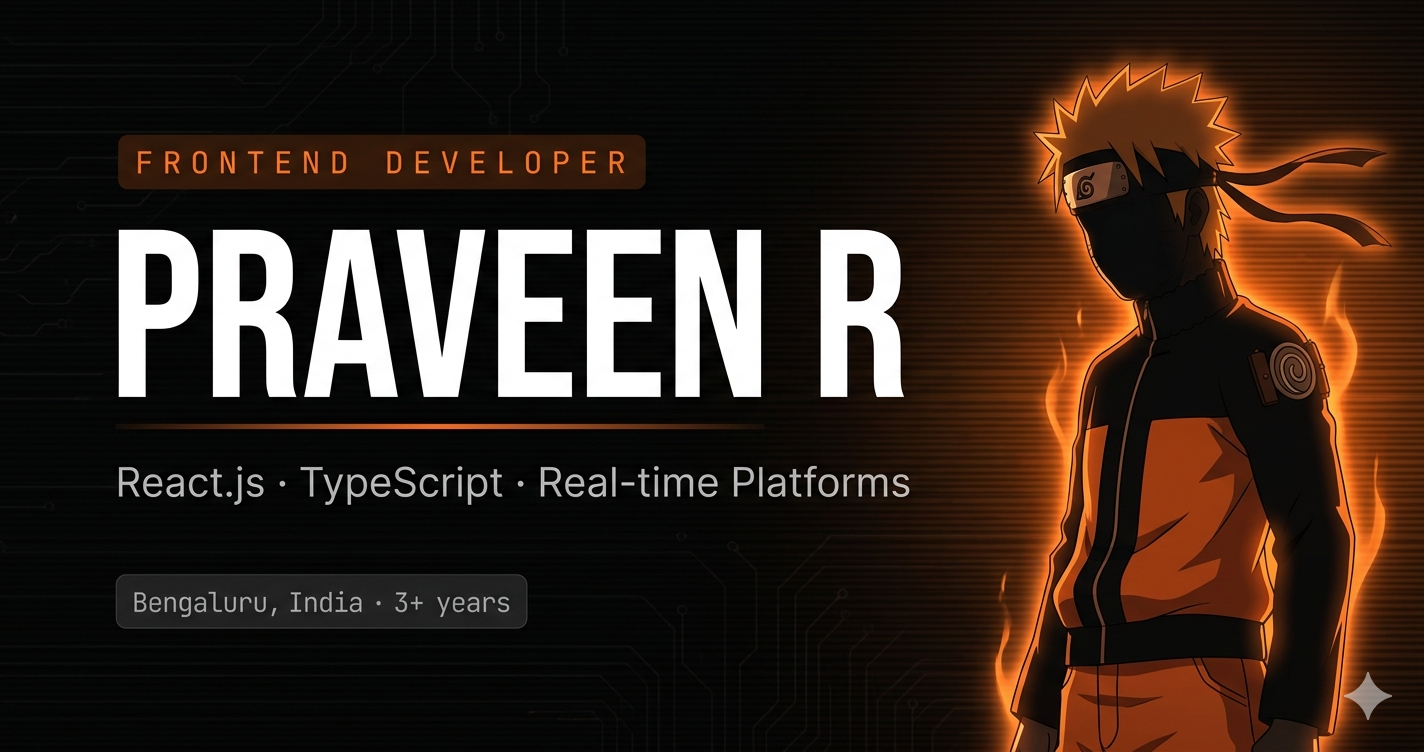 FRONTEND DEVELOPER
PRAVEEN R
React.js · TypeScript · Real-time Platforms
Bengaluru, India · 3+ years